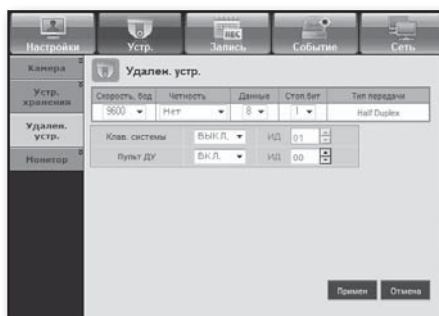 Настройки Устр. Запись Событие Сеть
Камера
Устр. хранения
Удален. устр.
Монитор
Удален. устр.
Скорость, бод Четность Данные Стоп.бит Тип передачи
9600 Нет 8 1 Half Duplex
Клав. системы ВЫКЛ. ИД 01
Пульт ДУ ВКЛ. ИД 00
Примен Отмена